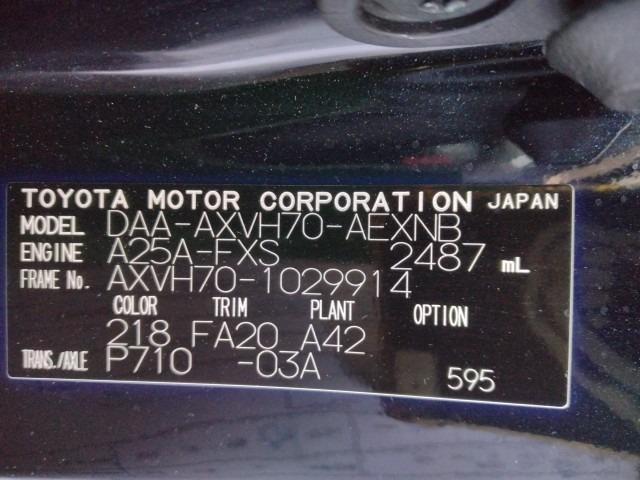 TOYOTA MOTOR CORPORATION JAPAN
MODEL DAA-AXVH70-AEXNB
ENGINE A25A-FXS 2487 mL
FRAME No. AXVH70-1029914
COLOR TRIM PLANT OPTION
218 FA20 A42
TRANS./AXLE P710 -03A 595